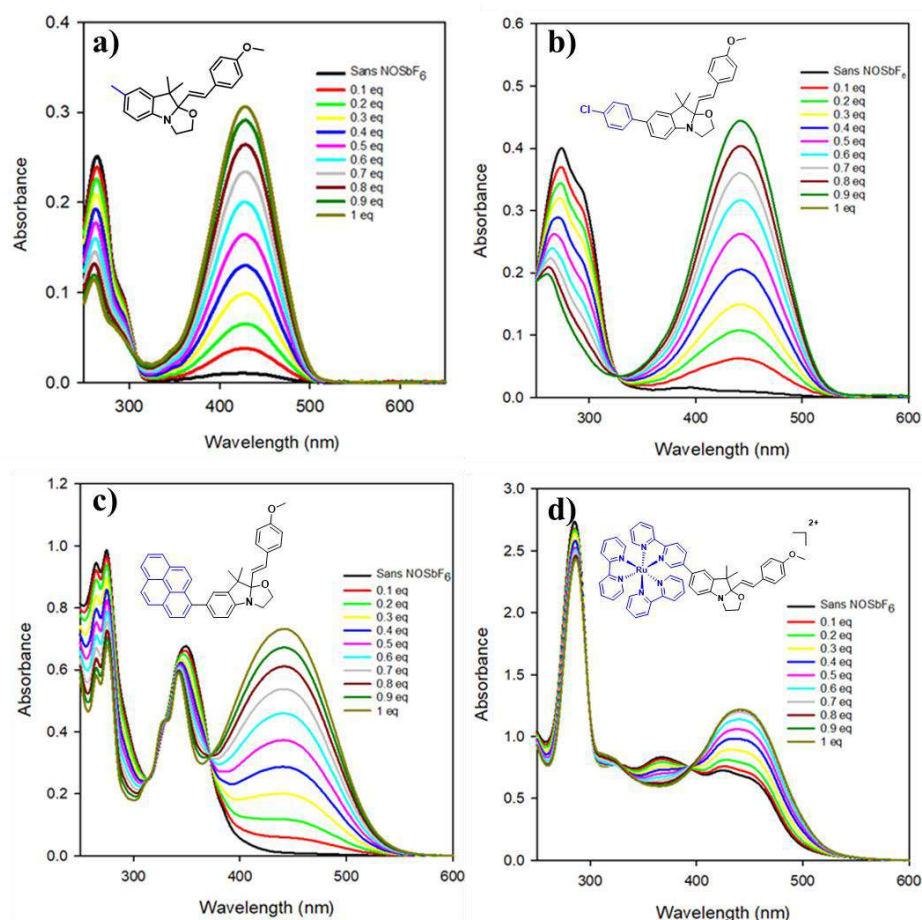 a)
0.4
0.3
0.2
0.1
0.0
Absorbance
300
400
500
600
Wavelength (nm)
O
O
N
Sans NOSbF6
0.1 eq
0.2 eq
0.3 eq
0.4 eq
0.5 eq
0.6 eq
0.7 eq
0.8 eq
0.9 eq
1 eq
b)
0.6
0.5
0.4
0.3
0.2
0.1
0.0
Absorbance
300
400
500
600
Wavelength (nm)
O
Cl
O
N
Sans NOSbFe
0.1 eq
0.2 eq
0.3 eq
0.4 eq
0.5 eq
0.6 eq
0.7 eq
0.8 eq
0.9 eq
1 eq
c)
1.2
1.0
0.8
0.6
0.4
0.2
0.0
Absorbance
300
400
500
600
Wavelength (nm)
O
O
N
Sans NOSbF6
0.1 eq
0.2 eq
0.3 eq
0.4 eq
0.5 eq
0.6 eq
0.7 eq
0.8 eq
0.9 eq
1 eq
d)
3.0
2.5
2.0
1.5
1.0
0.5
0.0
Absorbance
300
400
500
600
Wavelength (nm)
2+
N
N
N
Ru
N
N
N
O
O
N
Sans NOSbF6
0.1 eq
0.2 eq
0.3 eq
0.4 eq
0.5 eq
0.6 eq
0.7 eq
0.8 eq
0.9 eq
1 eq